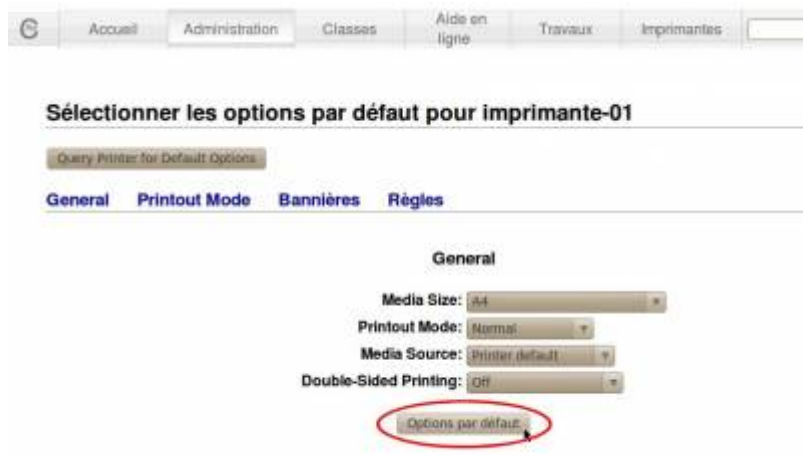 Accueil Administration Classes Aide en ligne Travaux Imprimantes
Sélectionner les options par défaut pour imprimante-01
Query Printer for Default Options
General Printout Mode Bannières Règles
General
Media Size: A4
Printout Mode: Normal
Media Source: Printer default
Double-Sided Printing: Off
Options par défaut